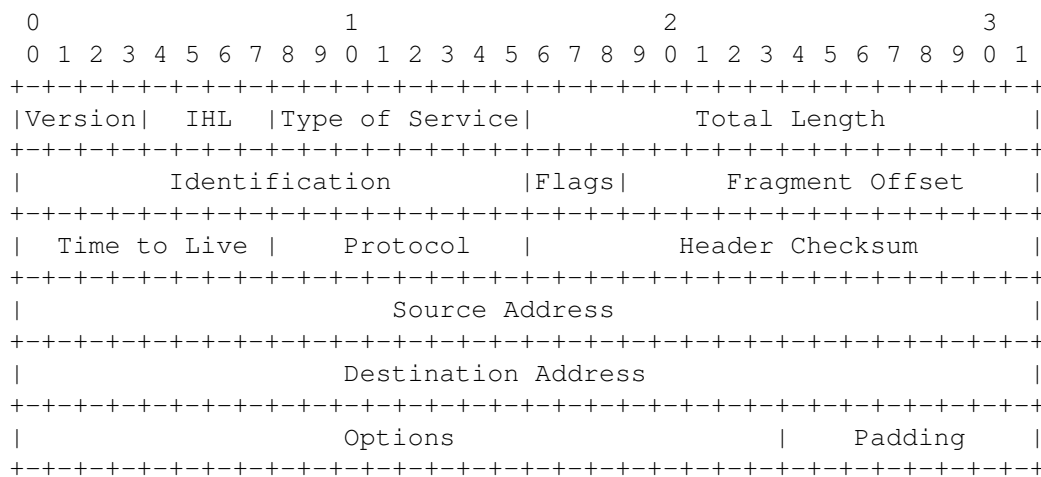 0                   1                   2                   3
 0 1 2 3 4 5 6 7 8 9 0 1 2 3 4 5 6 7 8 9 0 1 2 3 4 5 6 7 8 9 0 1
+-+-+-+-+-+-+-+-+-+-+-+-+-+-+-+-+-+-+-+-+-+-+-+-+-+-+-+-+-+-+-+-+
|Version|  IHL  |Type of Service|          Total Length         |
+-+-+-+-+-+-+-+-+-+-+-+-+-+-+-+-+-+-+-+-+-+-+-+-+-+-+-+-+-+-+-+-+
|         Identification        |Flags|      Fragment Offset    |
+-+-+-+-+-+-+-+-+-+-+-+-+-+-+-+-+-+-+-+-+-+-+-+-+-+-+-+-+-+-+-+-+
|  Time to Live |    Protocol   |         Header Checksum       |
+-+-+-+-+-+-+-+-+-+-+-+-+-+-+-+-+-+-+-+-+-+-+-+-+-+-+-+-+-+-+-+-+
|                       Source Address                          |
+-+-+-+-+-+-+-+-+-+-+-+-+-+-+-+-+-+-+-+-+-+-+-+-+-+-+-+-+-+-+-+-+
|                    Destination Address                        |
+-+-+-+-+-+-+-+-+-+-+-+-+-+-+-+-+-+-+-+-+-+-+-+-+-+-+-+-+-+-+-+-+
|                    Options                    |    Padding    |
+-+-+-+-+-+-+-+-+-+-+-+-+-+-+-+-+-+-+-+-+-+-+-+-+-+-+-+-+-+-+-+-+